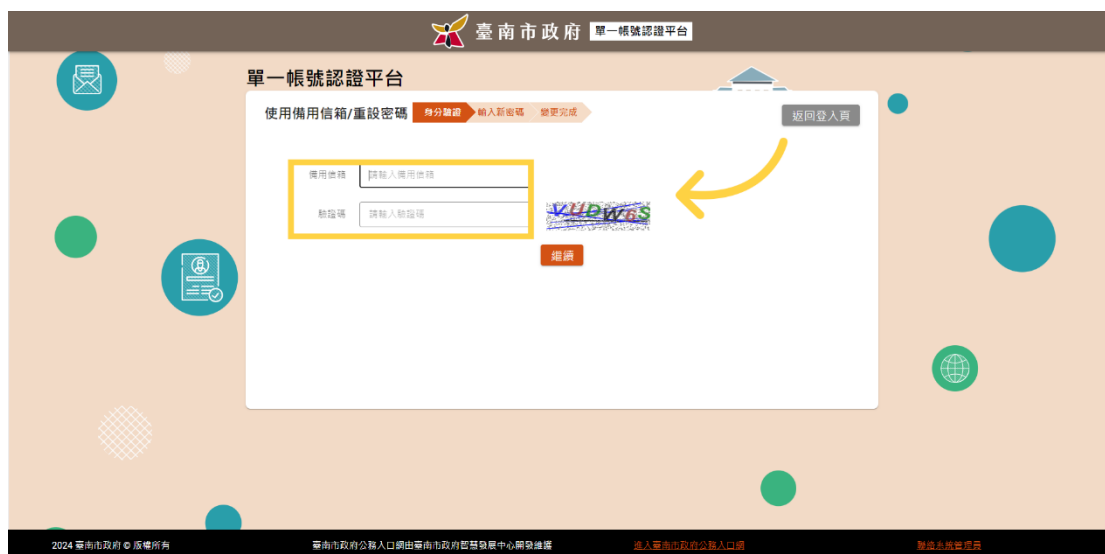 臺南市政府 單一帳號認證平台
單一帳號認證平台
使用備用信箱/重設密碼 身分驗證 輸入新密碼 變更完成 返回登入頁
備用信箱 請輸入備用信箱
驗證碼 請輸入驗證碼 VUDW6S
繼續
2024 臺南市政府 © 版權所有 臺南市政府公務入口網由臺南市政府智慧發展中心開發維護 進入臺南市政府公務入口網 聯絡系統管理員